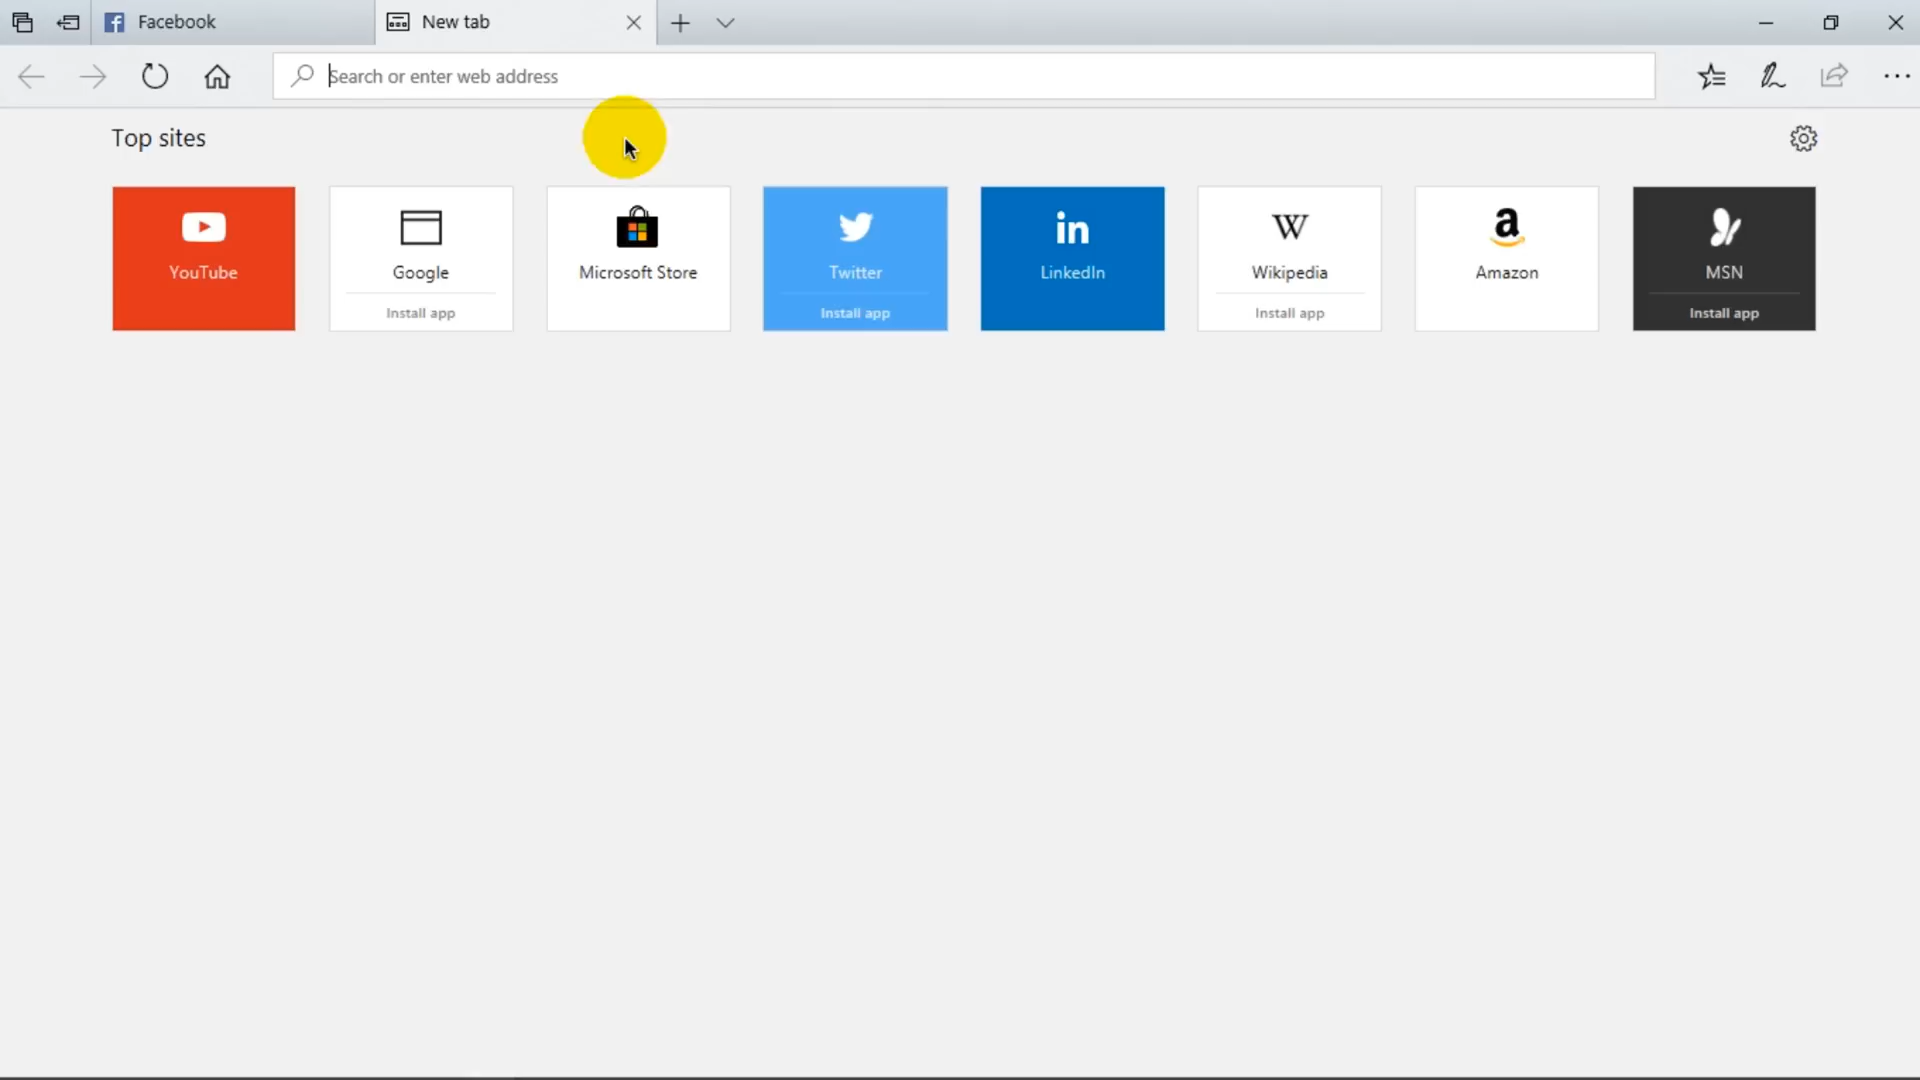 Facebook
New tab
Search or enter web address
Top sites
YouTube
Google
Install app
Microsoft Store
Twitter
Install app
in
LinkedIn
W
Wikipedia
Install app
a
Amazon
MSN
Install app